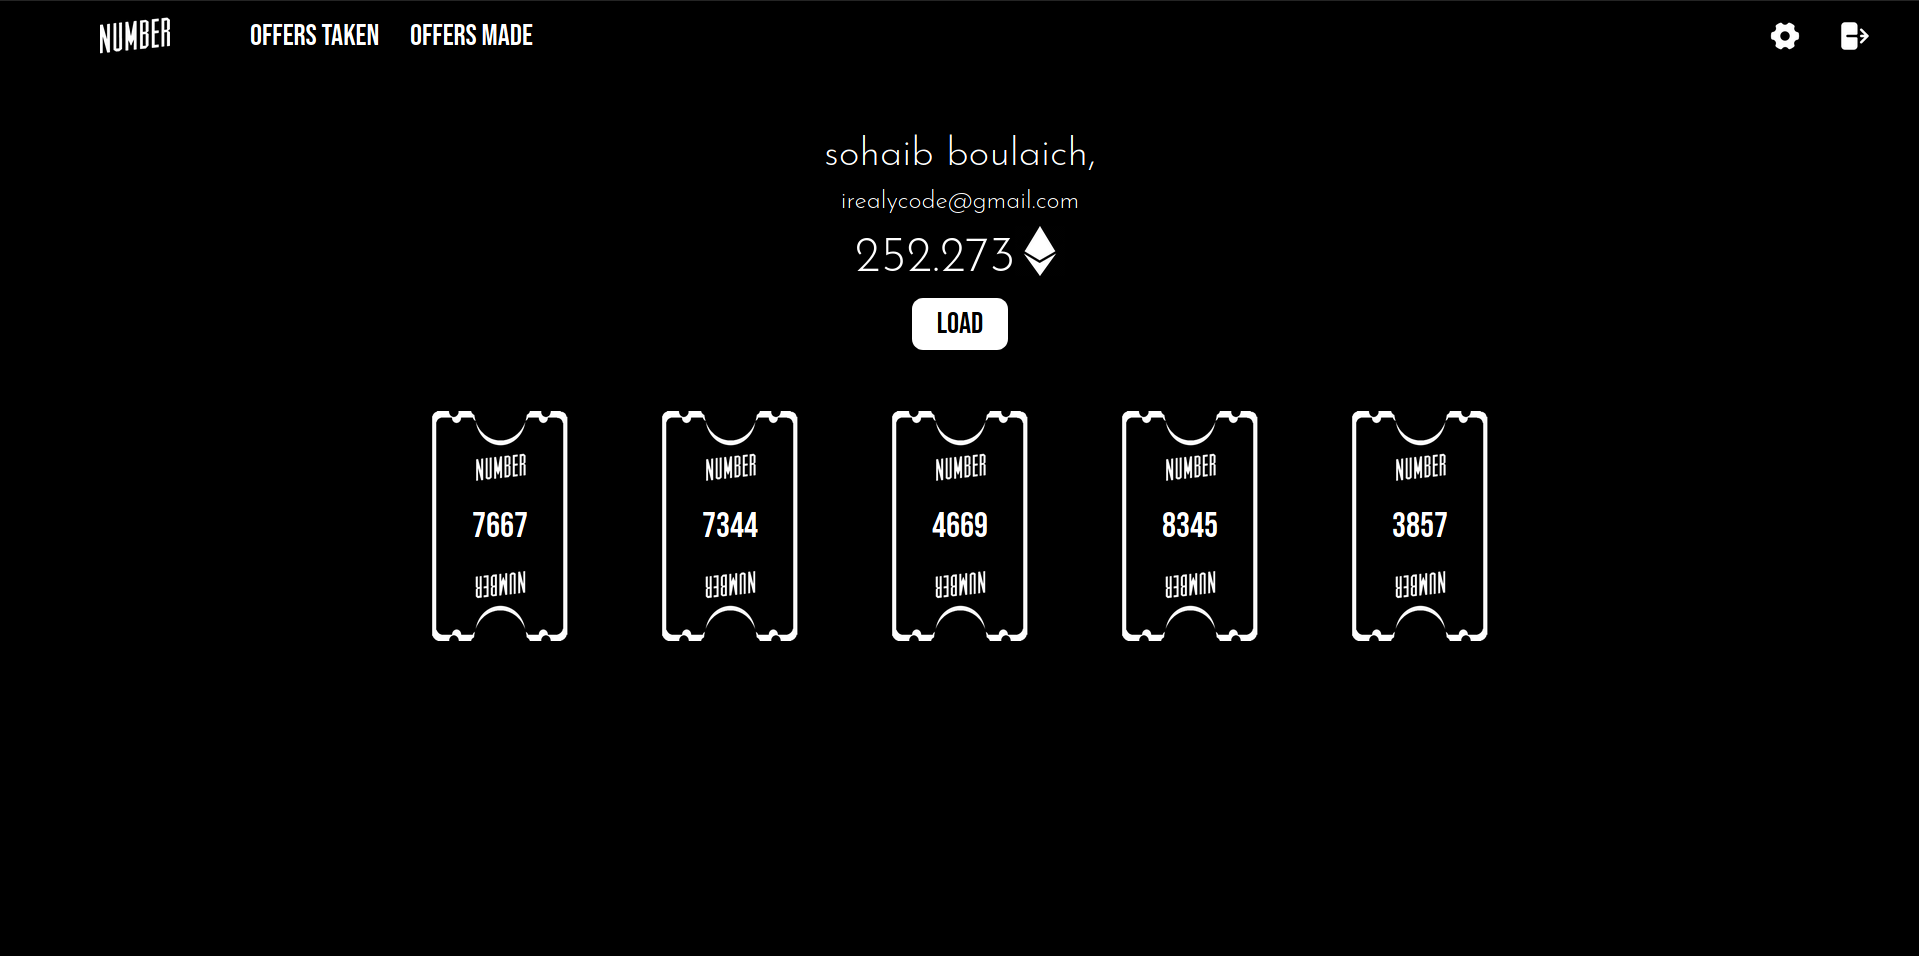 NUMBER OFFERS TAKEN OFFERS MADE
sohaib boulaich,
irealycode@gmail.com
252.273
LOAD
NUMBER NUMBER NUMBER NUMBER NUMBER
7667 7344 4669 8345 3857
NUMBER NUMBER NUMBER NUMBER NUMBER